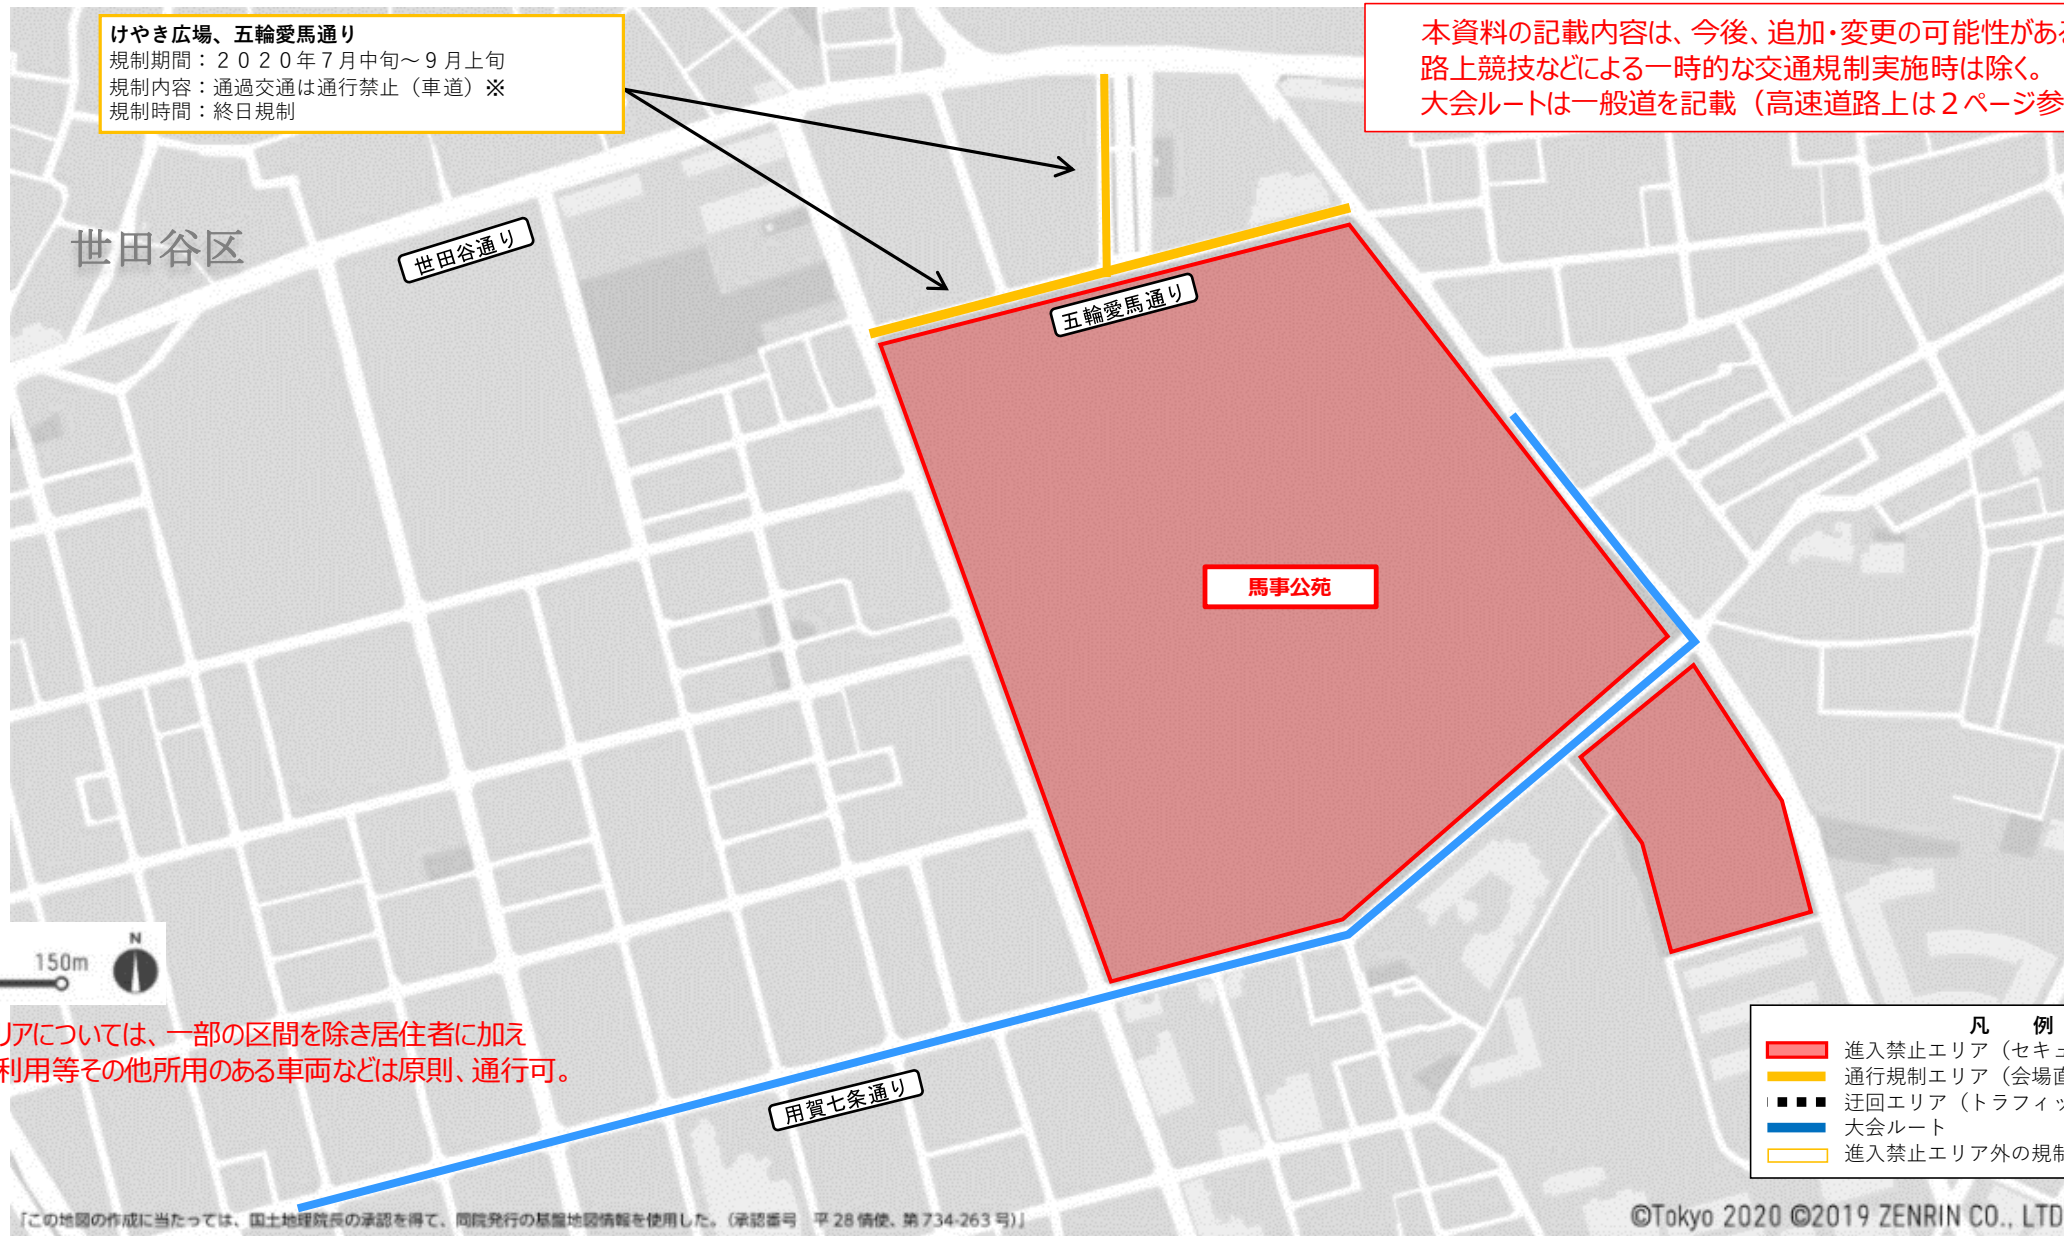 けやき広場、五輪愛馬通り
規制期間：２０２０年７月中旬～９月上旬
規制内容：通過交通は通行禁止（車道）※
規制時間：終日規制
本資料の記載内容は、今後、追加・変更の可能性がある
路上競技などによる一時的な交通規制実施時は除く。
大会ルートは一般道を記載（高速道路上は２ページ参
世田谷区
世田谷通り
五輪愛馬通り
馬事公苑
150m
N
リアについては、一部の区間を除き居住者に加え
利用等その他所用のある車両などは原則、通行可。
用賀七条通り
凡　例
進入禁止エリア（セキュ
通行規制エリア（会場直
迂回エリア（トラフィッ
大会ルート
進入禁止エリア外の規制
「この地図の作成に当たっては、国土地理院長の承認を得て、同院発行の基盤地図情報を使用した。（承認番号　平 28 情使、第 734-263 号）」
©Tokyo 2020 ©2019 ZENRIN CO., LTD